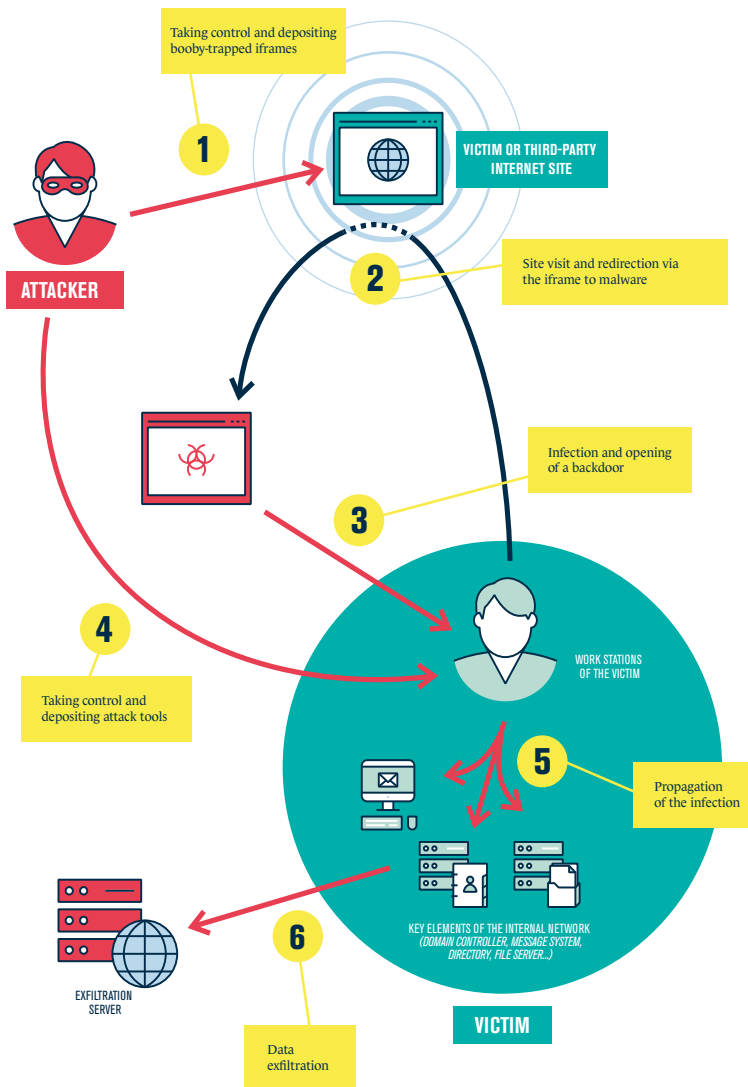 Taking control and depositing
booby-trapped iframes
1
VICTIM OR THIRD-PARTY
INTERNET SITE
ATTACKER
2
Site visit and redirection via
the iframe to malware
Infection and opening
of a backdoor
3
4
Taking control and
depositing attack tools
WORK STATIONS
OF THE VICTIM
5
Propagation
of the infection
KEY ELEMENTS OF THE INTERNAL NETWORK
(DOMAIN CONTROLLER, MESSAGE SYSTEM,
DIRECTORY, FILE SERVER...)
6
EXFILTRATION
SERVER
VICTIM
Data
exfiltration